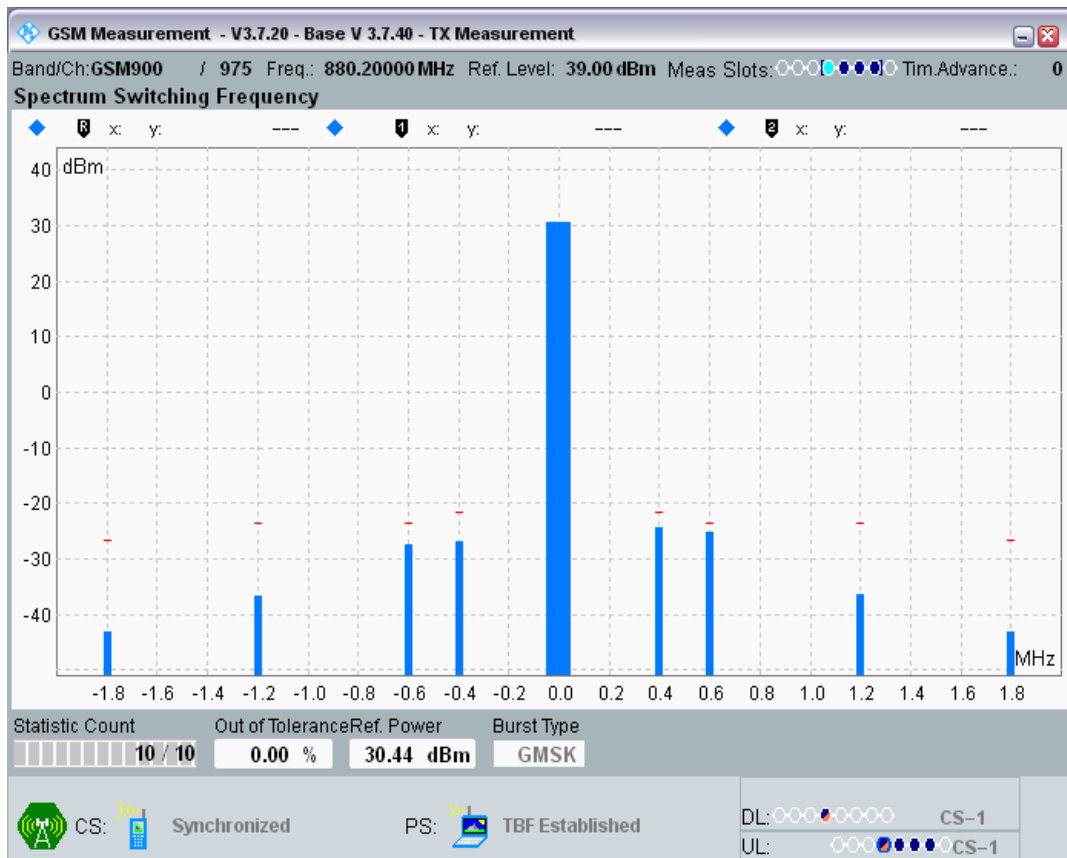 GSM Measurement - V3.7.20 - Base V 3.7.40 - TX Measurement
Band/Ch:GSM900 / 975 Freq.: 880.20000 MHz Ref. Level: 39.00 dBm Meas Slots: Tim.Advance.: 0
Spectrum Switching Frequency
R x: y: --- 1 x: y: --- 2 x: y: ---
40 dBm
30
20
10
0
-10
-20
-30
-40
MHz
-1.8 -1.6 -1.4 -1.2 -1.0 -0.8 -0.6 -0.4 -0.2 0.0 0.2 0.4 0.6 0.8 1.0 1.2 1.4 1.6 1.8
Statistic Count Out of Tolerance Ref. Power Burst Type
10 / 10 0.00 % 30.44 dBm GMSK
CS: Synchronized PS: TBF Established
DL: CS-1
UL: CS-1